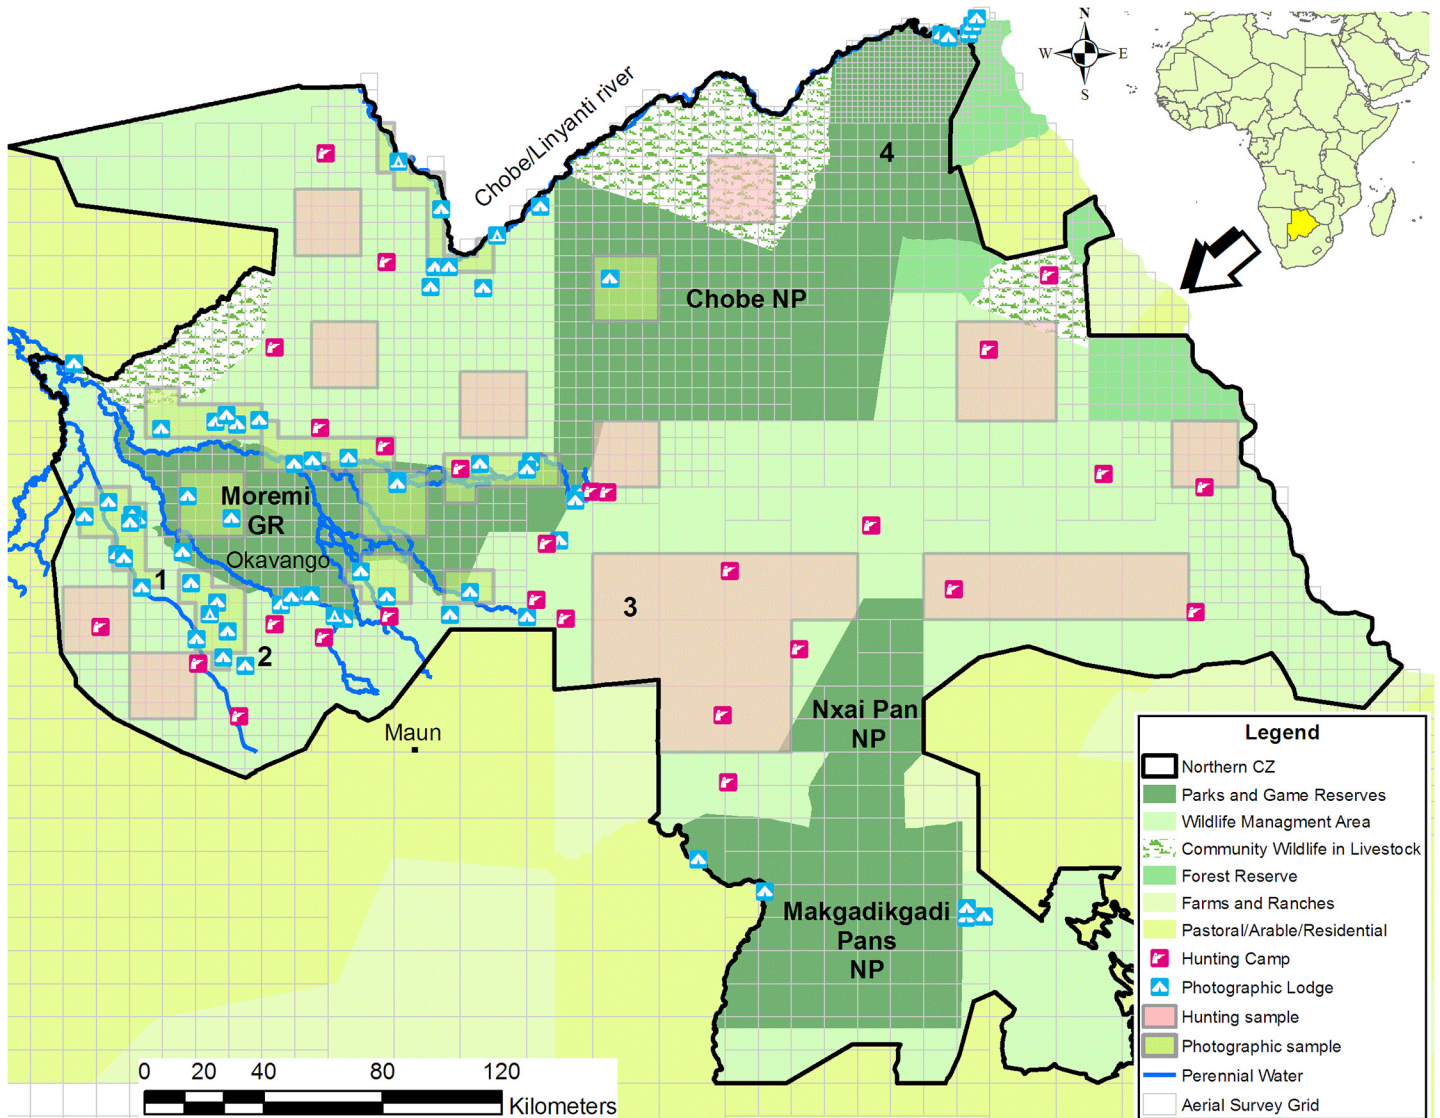 N
W
E
S
Chobe/Linyanti river
4
Chobe NP
Moremi
GR
Okavango
1
2
3
Maun
Nxai Pan
NP
Makgadikgadi
Pans
NP
Legend
Northern CZ
Parks and Game Reserves
Wildlife Managment Area
Community Wildlife in Livestock
Forest Reserve
Farms and Ranches
Pastoral/Arable/Residential
Hunting Camp
Photographic Lodge
Hunting sample
Photographic sample
Perennial Water
Aerial Survey Grid
0 20 40 80 120
Kilometers